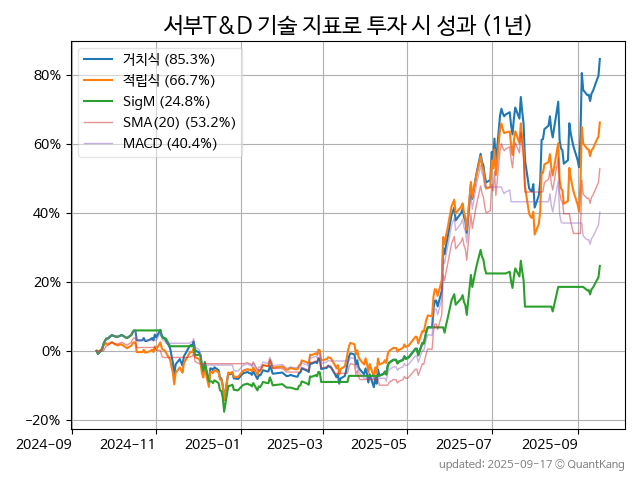 서부T&D 기술 지표로 투자 시 성과 (1년)
거치식 (85.3%)
적립식 (66.7%)
SigM (24.8%)
SMA(20) (53.2%)
MACD (40.4%)
80%
60%
40%
20%
0%
−20%
2024-09
2024-11
2025-01
2025-03
2025-05
2025-07
2025-09
updated: 2025-09-17 © QuantKang